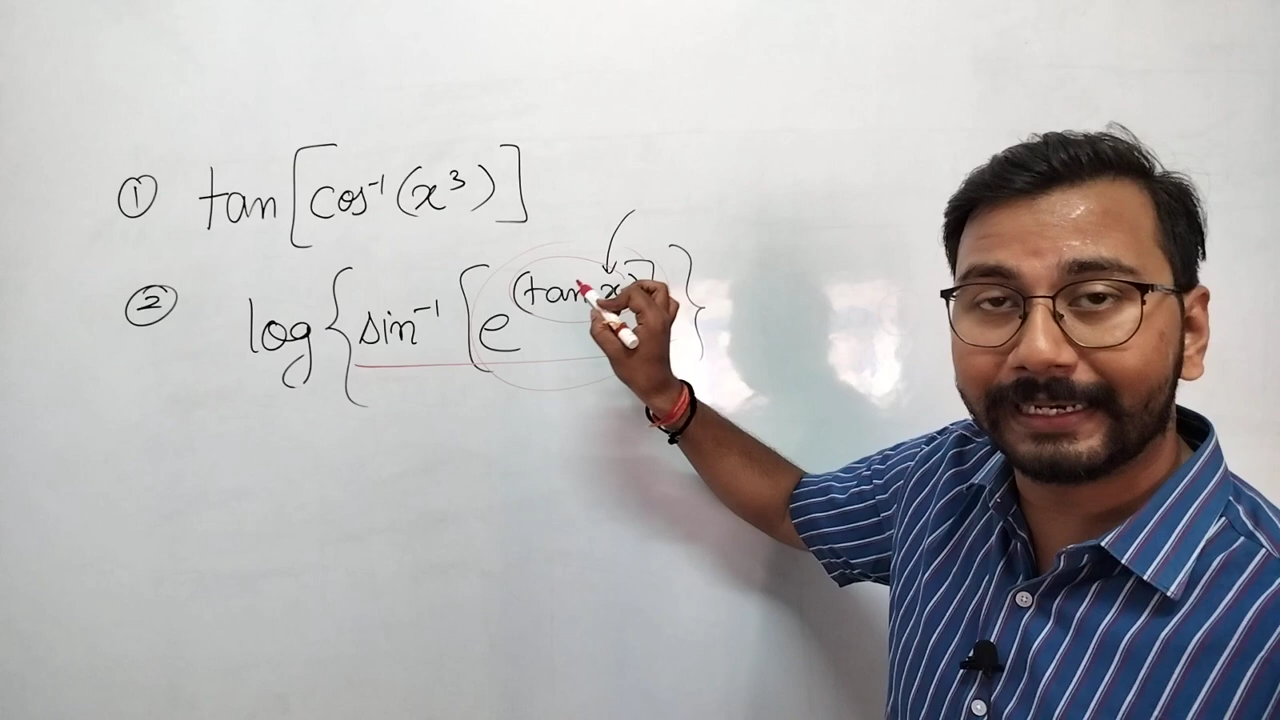 ① tan[cos⁻¹(x³)]
② log{sin⁻¹[e^(tan x)]}